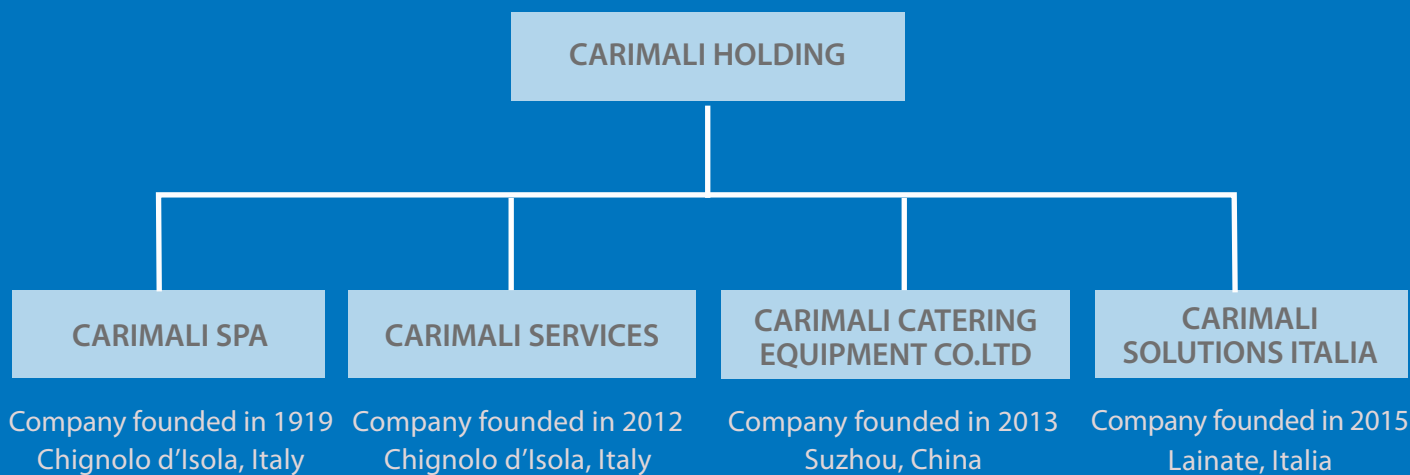 CARIMALI HOLDING
CARIMALI SPA
Company founded in 1919
Chignolo d’Isola, Italy
CARIMALI SERVICES
Company founded in 2012
Chignolo d’Isola, Italy
CARIMALI CATERING
EQUIPMENT CO.LTD
Company founded in 2013
Suzhou, China
CARIMALI
SOLUTIONS ITALIA
Company founded in 2015
Lainate, Italia